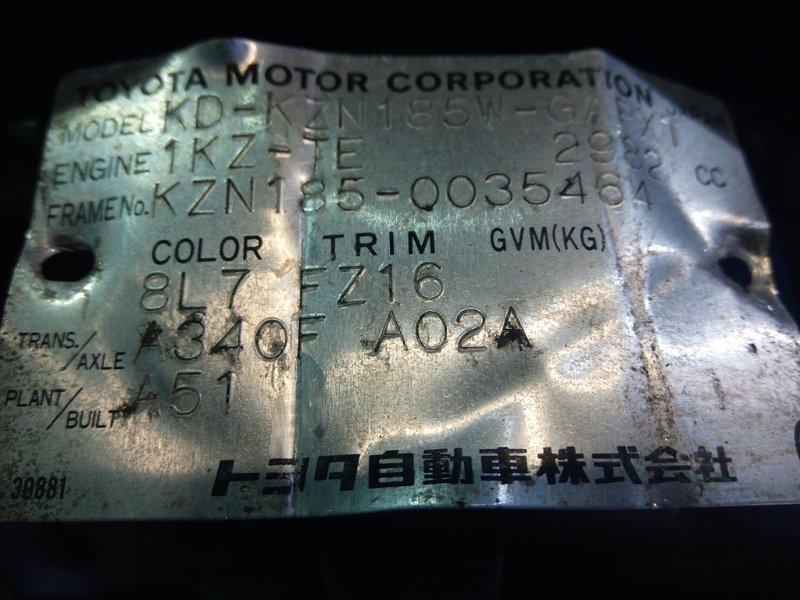 TOYOTA MOTOR CORPORATION JAPAN
MODEL KD-KZN185W-GAPXT
ENGINE 1KZ-TE 2982 CC
FRAME No. KZN185-0035464
COLOR TRIM GVM(KG)
8L7 FZ16
TRANS./AXLE A340F A02A
PLANT/BUILT A51
トヨタ自動車株式会社
30881